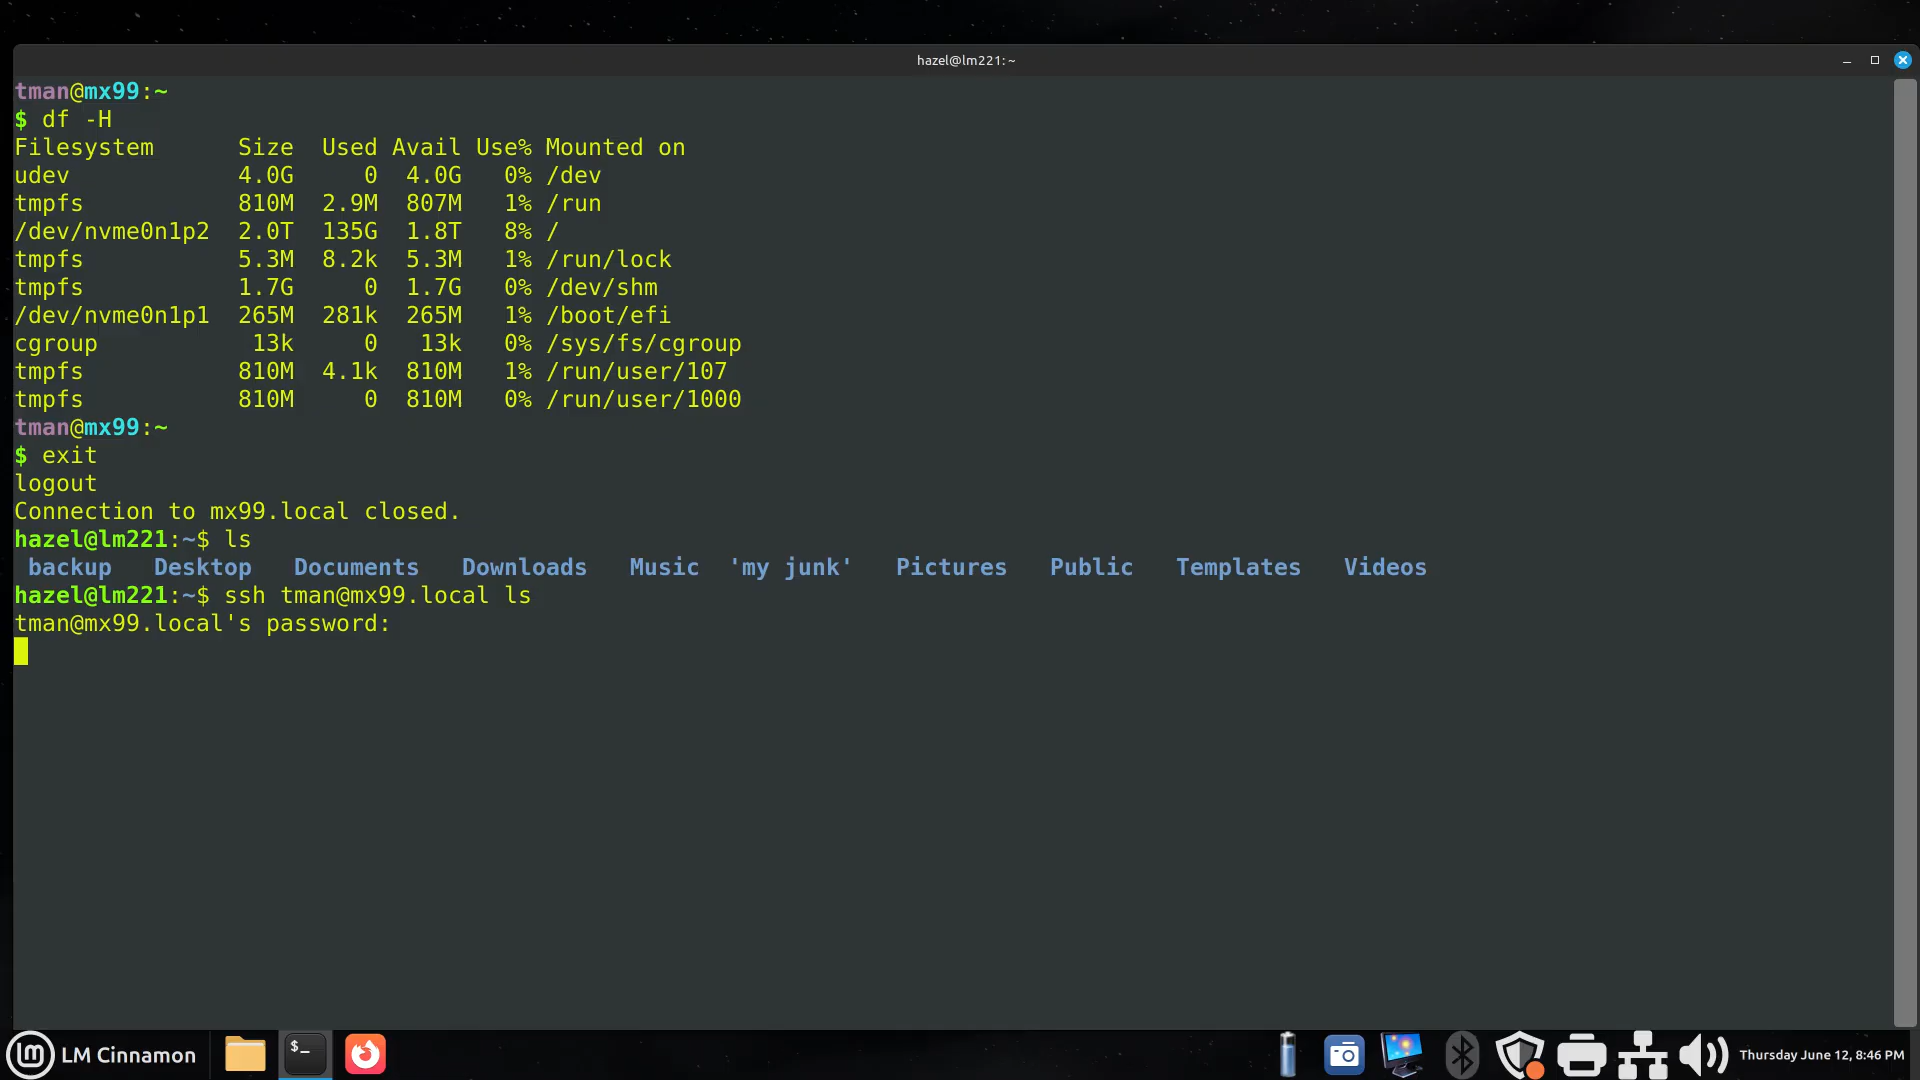 hazel@lm221: ~
tman@mx99:~
$ df -H
Filesystem      Size  Used Avail Use% Mounted on
udev            4.0G     0  4.0G   0% /dev
tmpfs           810M  2.9M  807M   1% /run
/dev/nvme0n1p2  2.0T  135G  1.8T   8% /
tmpfs           5.3M  8.2k  5.3M   1% /run/lock
tmpfs           1.7G     0  1.7G   0% /dev/shm
/dev/nvme0n1p1  265M  281k  265M   1% /boot/efi
cgroup           13k     0   13k   0% /sys/fs/cgroup
tmpfs           810M  4.1k  810M   1% /run/user/107
tmpfs           810M     0  810M   0% /run/user/1000
tman@mx99:~
$ exit
logout
Connection to mx99.local closed.
hazel@lm221:~$ ls
 backup   Desktop   Documents   Downloads   Music  'my junk'   Pictures   Public   Templates   Videos
hazel@lm221:~$ ssh tman@mx99.local ls
tman@mx99.local's password:
$_
LM Cinnamon
Thursday June 12, 8:46 PM